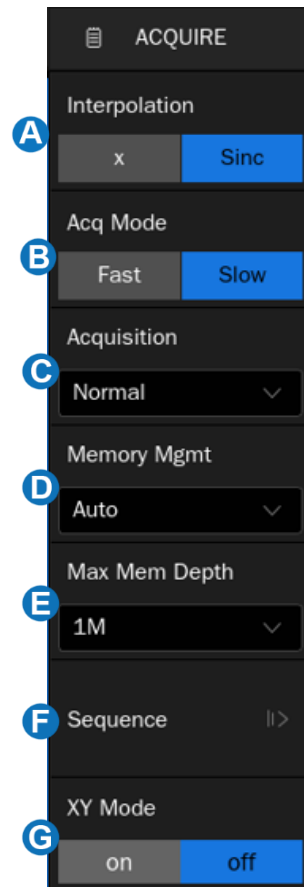 ACQUIRE
Interpolation
A
x Sinc
Acq Mode
B
Fast Slow
Acquisition
C
Normal
Memory Mgmt
D
Auto
Max Mem Depth
E
1M
F Sequence
XY Mode
G
on off